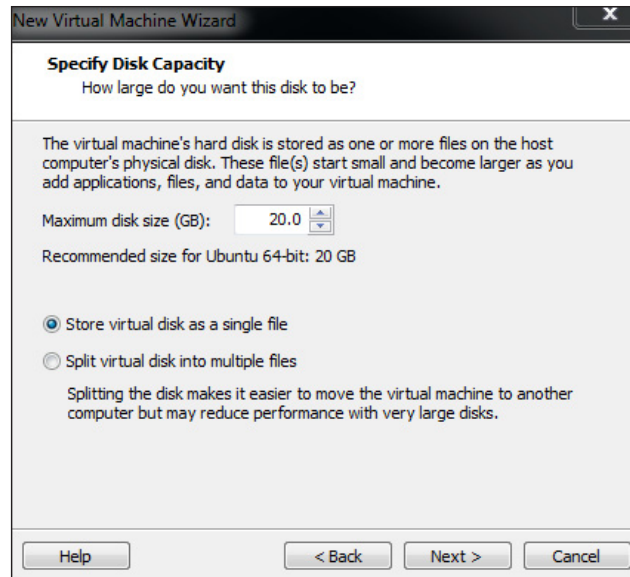 New Virtual Machine Wizard
X
Specify Disk Capacity
How large do you want this disk to be?
The virtual machine's hard disk is stored as one or more files on the host
computer's physical disk. These file(s) start small and become larger as you
add applications, files, and data to your virtual machine.
Maximum disk size (GB): 20.0
Recommended size for Ubuntu 64-bit: 20 GB
Store virtual disk as a single file
Split virtual disk into multiple files
Splitting the disk makes it easier to move the virtual machine to another
computer but may reduce performance with very large disks.
Help < Back Next > Cancel